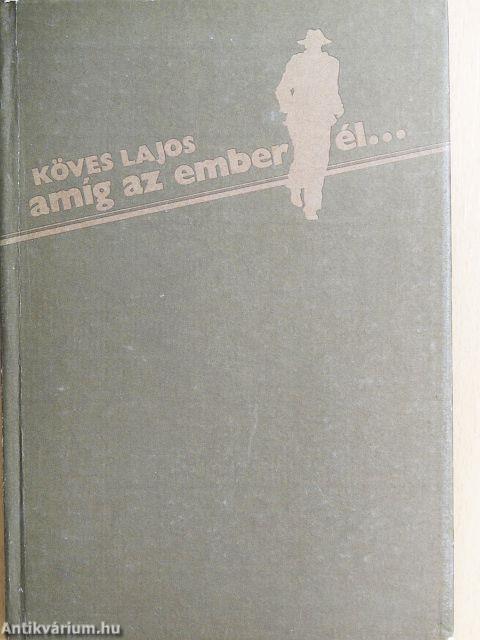 KÖVES LAJOS
amíg az ember él...
Antikvárium.hu